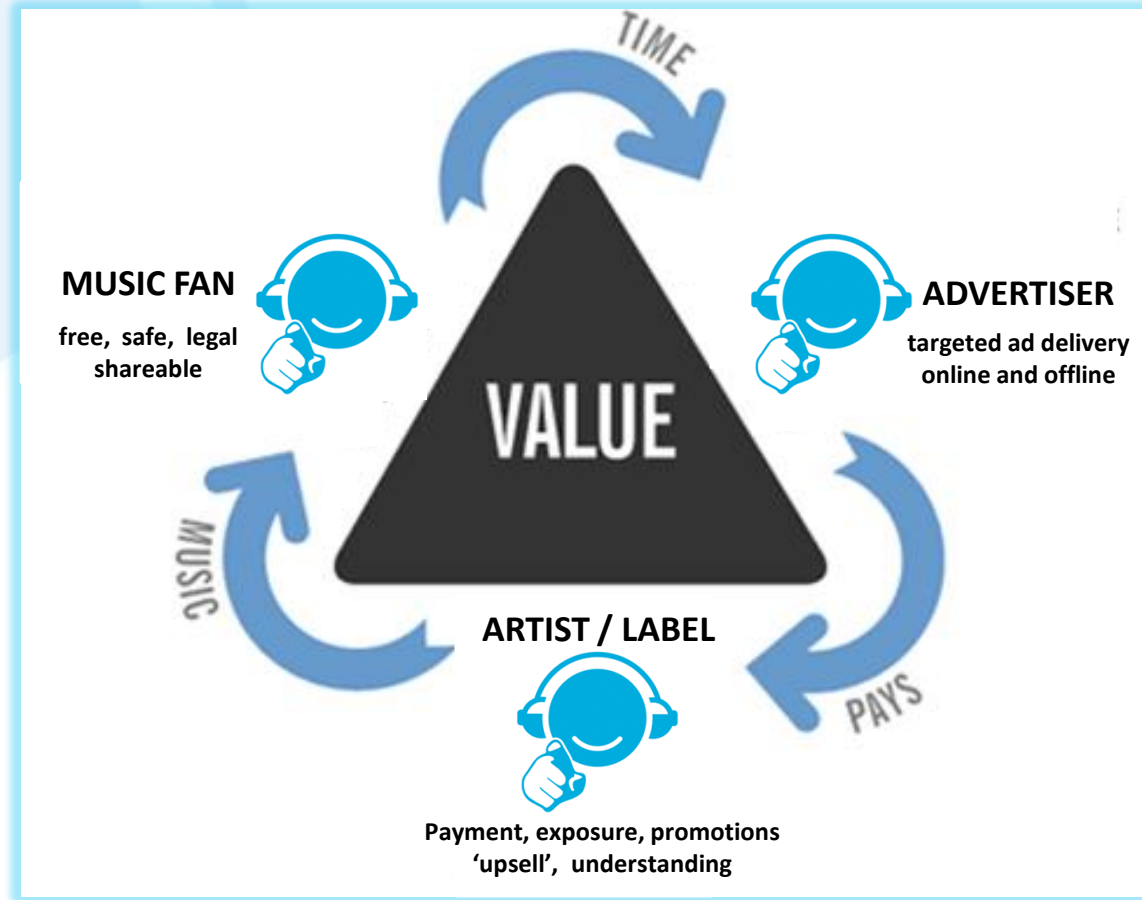 TIME
MUSIC FAN
free, safe, legal
shareable
ADVERTISER
targeted ad delivery
online and offline
VALUE
MUSIC
PAYS
ARTIST / LABEL
Payment, exposure, promotions
‘upsell’, understanding